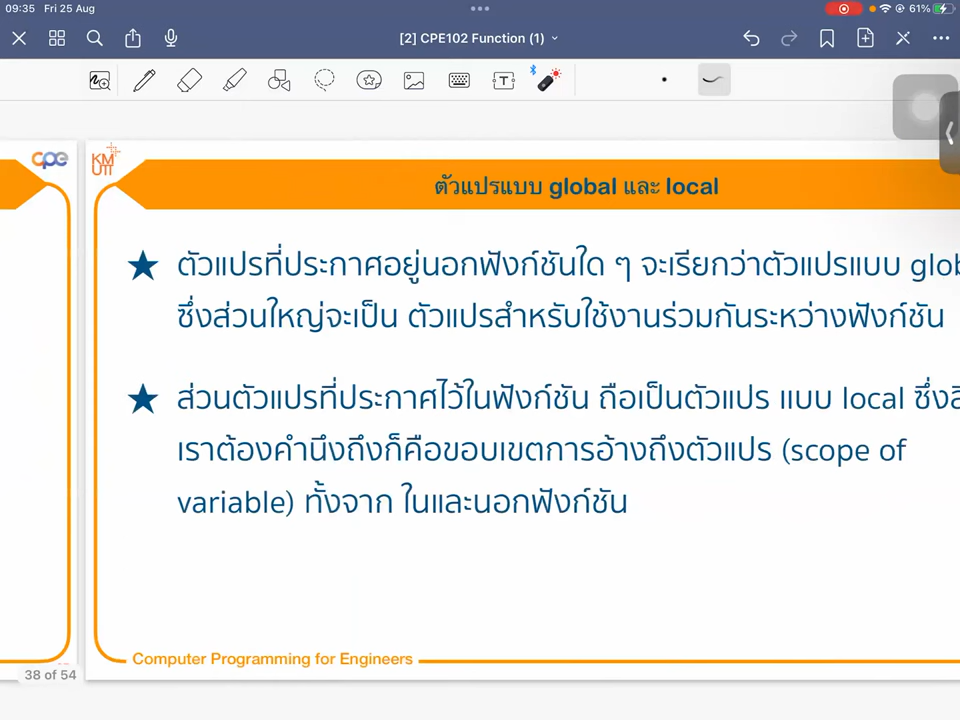 09:35 Fri 25 Aug
61%
[2] CPE102 Function (1)
T
cpe
KM
UTT
ตัวแปรแบบ global และ local
ตัวแปรที่ประกาศอยู่นอกฟังก์ชันใด ๆ จะเรียกว่าตัวแปรแบบ glob
ซึ่งส่วนใหญ่จะเป็น ตัวแปรสำหรับใช้งานร่วมกันระหว่างฟังก์ชัน
ส่วนตัวแปรที่ประกาศไว้ในฟังก์ชัน ถือเป็นตัวแปร แบบ local ซึ่งสิ
เราต้องคำนึงถึงก็คือขอบเขตการอ้างถึงตัวแปร (scope of
variable) ทั้งจาก ในและนอกฟังก์ชัน
Computer Programming for Engineers
38 of 54